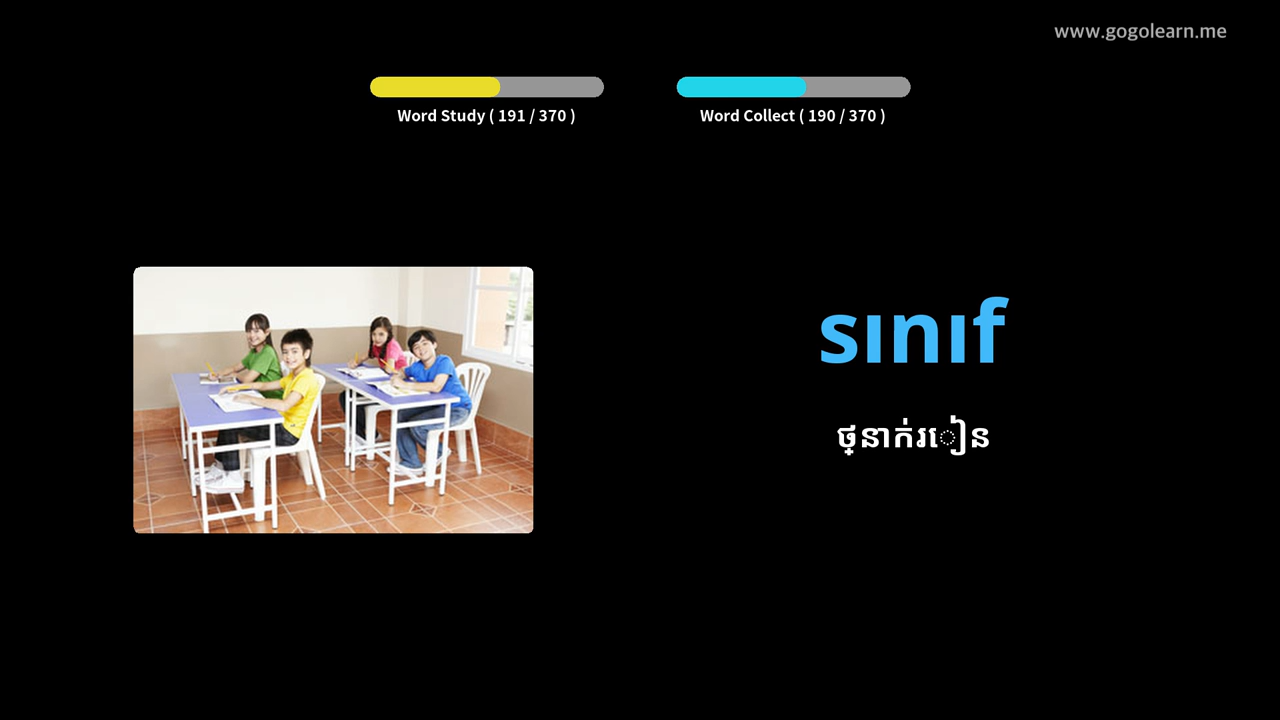 www.gogolearn.me
Word Study ( 191 / 370 )
Word Collect ( 190 / 370 )
sınıf
ថ្នាក់រៀន